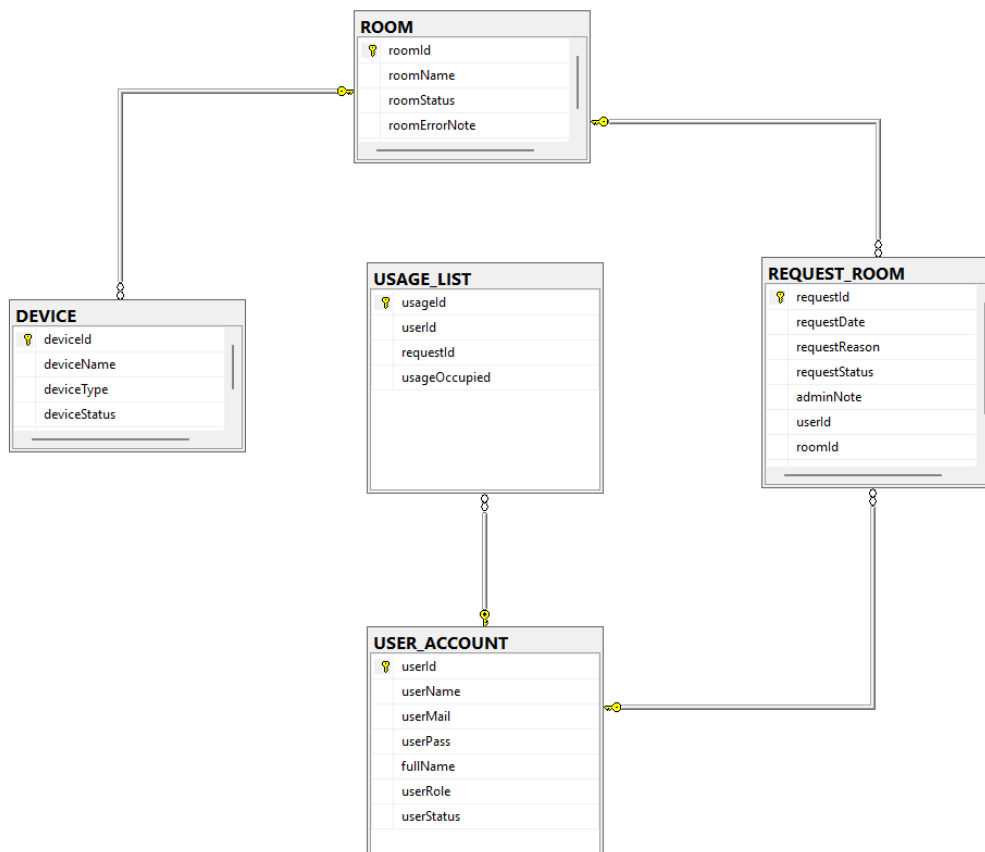 ROOM
roomId
roomName
roomStatus
roomErrorNote
USAGE_LIST
usageId
userId
requestId
usageOccupied
REQUEST_ROOM
requestId
requestDate
requestReason
requestStatus
adminNote
userId
roomId
DEVICE
deviceId
deviceName
deviceType
deviceStatus
USER_ACCOUNT
userId
userName
userMail
userPass
fullName
userRole
userStatus